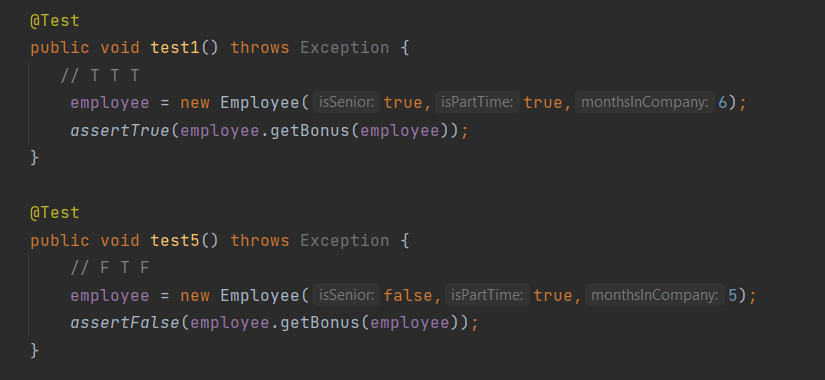 @Test
public void test1() throws Exception {
// T T T
employee = new Employee( isSenior: true, isPartTime: true, monthsInCompany: 6);
assertTrue(employee.getBonus(employee));
}
@Test
public void test5() throws Exception {
// F T F
employee = new Employee( isSenior: false, isPartTime: true, monthsInCompany: 5);
assertFalse(employee.getBonus(employee));
}